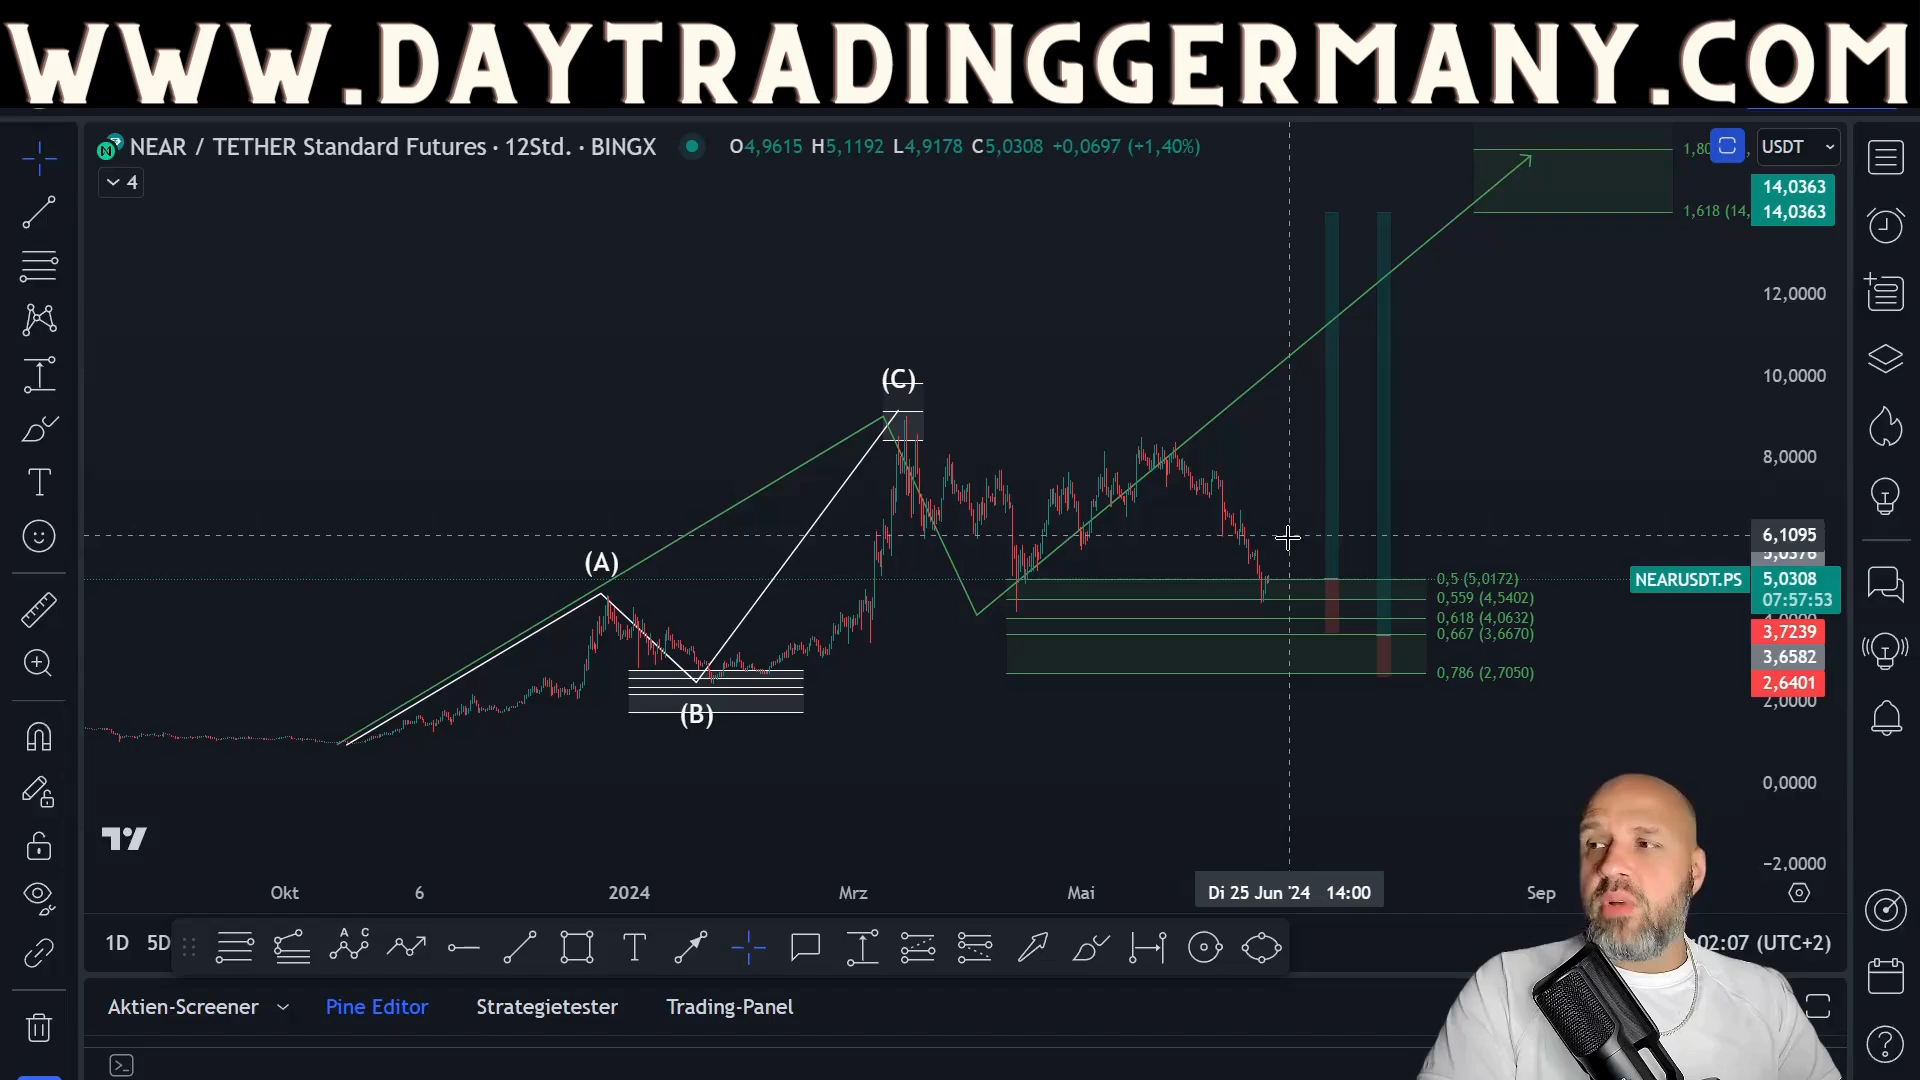 WWW.DAYTRADINGGERMANY.COM
NEAR / TETHER Standard Futures · 12Std. · BINGX
O4,9615 H5,1192 L4,9178 C5,0308 +0,0697 (+1,40%)
USDT
4
14,0363
1,618 (14,
14,0363
12,0000
(C)
10,0000
8,0000
6,1095
(A)
0,5 (5,0172)
NEARUSDT.PS
5,0308
0,559 (4,5402)
07:57:53
0,618 (4,0632)
0,667 (3,6670)
3,7239
3,6582
0,786 (2,7050)
2,6401
2,0000
(B)
0,0000
−2,0000
Okt
6
2024
Mrz
Mai
Di 25 Jun '24 14:00
Sep
1D
5D
:02:07 (UTC+2)
Aktien-Screener
Pine Editor
Strategietester
Trading-Panel